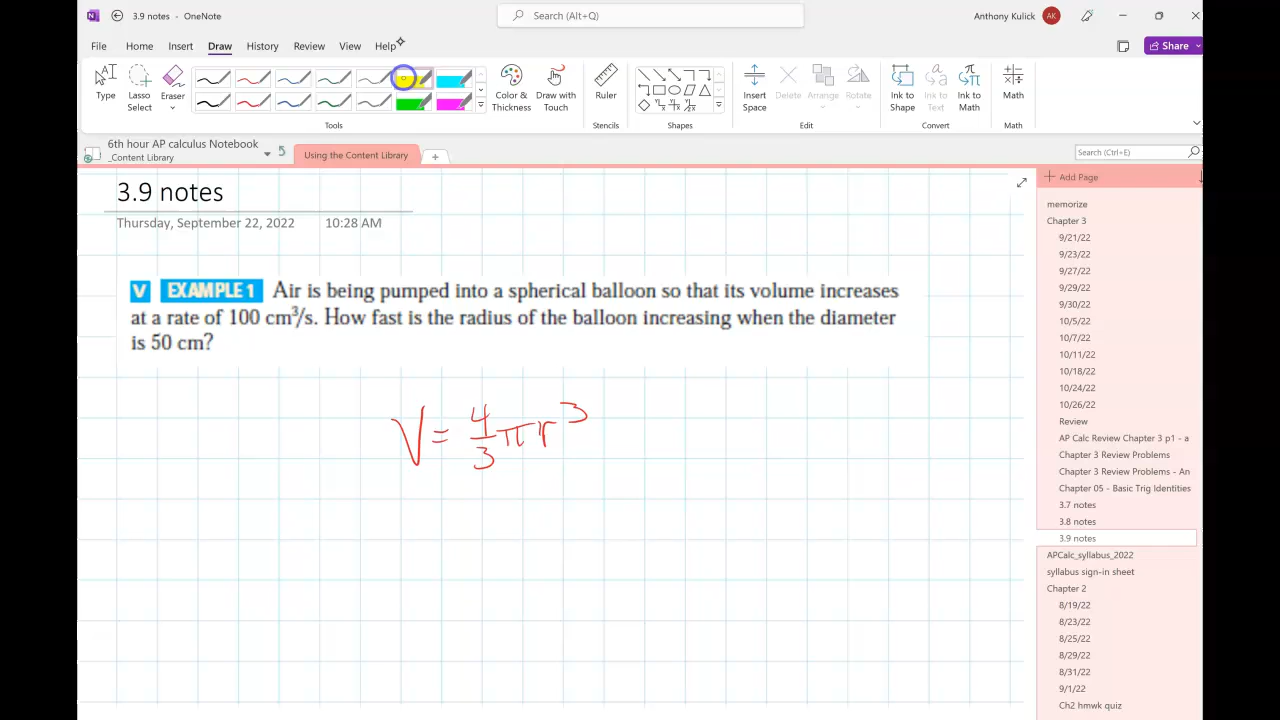 3.9 notes - OneNote
Search (Alt+Q)
Anthony Kulick
AK
File Home Insert Draw History Review View Help
Share
Type
Lasso Select
Eraser
Color & Thickness
Draw with Touch
Ruler
Shapes
Insert Space
Delete
Arrange
Rotate
Ink to Shape
Ink to Text
Ink to Math
Math
Tools
Stencils
Shapes
Edit
Convert
Math
6th hour AP calculus Notebook
_Content Library
Using the Content Library
Search (Ctrl+E)
3.9 notes
Thursday, September 22, 2022 10:28 AM
V EXAMPLE 1 Air is being pumped into a spherical balloon so that its volume increases
at a rate of 100 cm³/s. How fast is the radius of the balloon increasing when the diameter
is 50 cm?
V = 4/3 πr³
Add Page
memorize
Chapter 3
9/21/22
9/23/22
9/27/22
9/29/22
9/30/22
10/5/22
10/7/22
10/11/22
10/18/22
10/24/22
10/26/22
Review
AP Calc Review Chapter 3 p1 - a
Chapter 3 Review Problems
Chapter 3 Review Problems - An
Chapter 05 - Basic Trig Identities
3.7 notes
3.8 notes
3.9 notes
APCalc_syllabus_2022
syllabus sign-in sheet
Chapter 2
8/19/22
8/23/22
8/25/22
8/29/22
8/31/22
9/1/22
Ch2 hmwk quiz